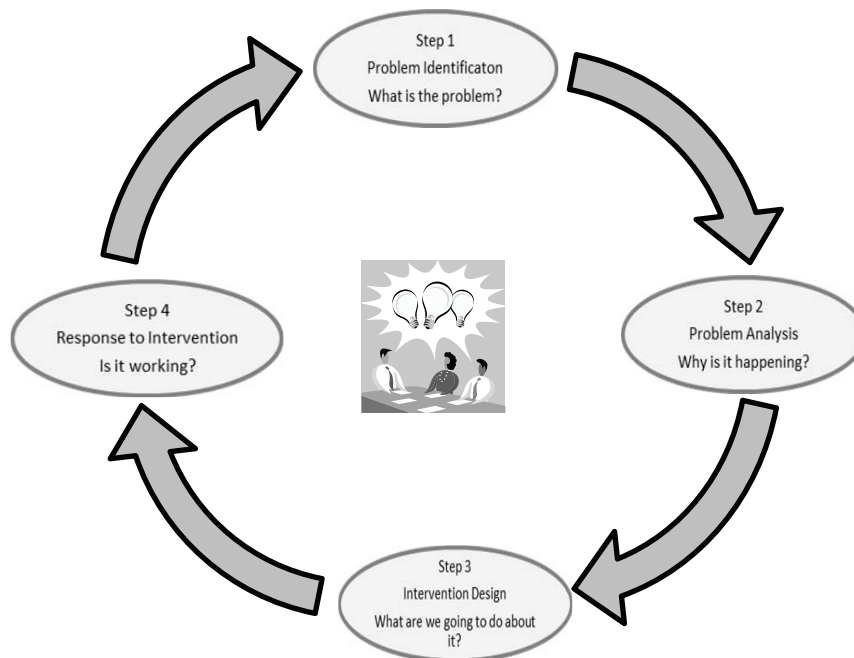 Step 1
Problem Identificaton
What is the problem?
Step 2
Problem Analysis
Why is it happening?
Step 3
Intervention Design
What are we going to do about
it?
Step 4
Response to Intervention
Is it working?